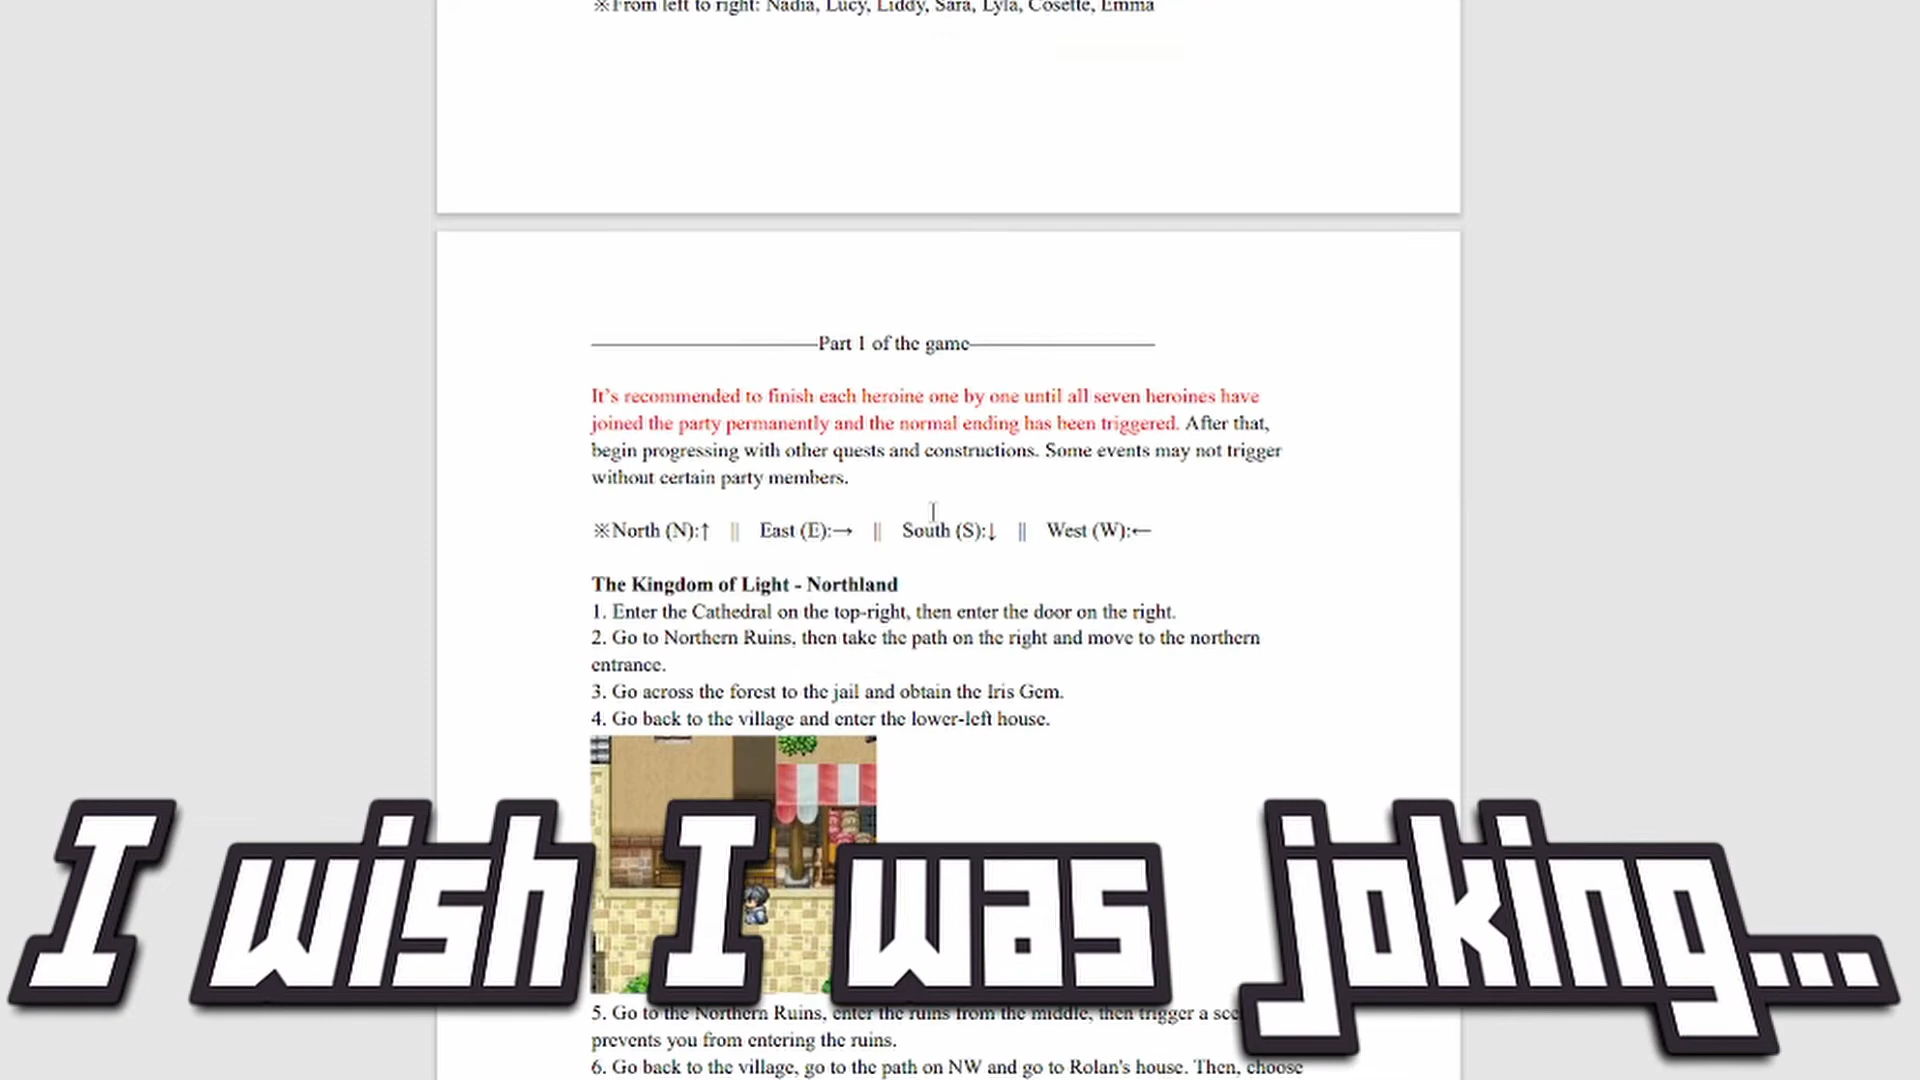 ※From left to right: Nadia, Lucy, Liddy, Sara, Lyla, Cosette, Emma
Part 1 of the game
It's recommended to finish each heroine one by one until all seven heroines have
joined the party permanently and the normal ending has been triggered. After that,
begin progressing with other quests and constructions. Some events may not trigger
without certain party members.
※North (N):↑ || East (E):→ || South (S):↓ || West (W):←
The Kingdom of Light - Northland
1. Enter the Cathedral on the top-right, then enter the door on the right.
2. Go to Northern Ruins, then take the path on the right and move to the northern
entrance.
3. Go across the forest to the jail and obtain the Iris Gem.
4. Go back to the village and enter the lower-left house.
I wish I was joking...
5. Go to the Northern Ruins, enter the ruins from the middle, then trigger a
prevents you from entering the ruins.
6. Go back to the village, go to the path on NW and go to Rolan's house. Then, choose